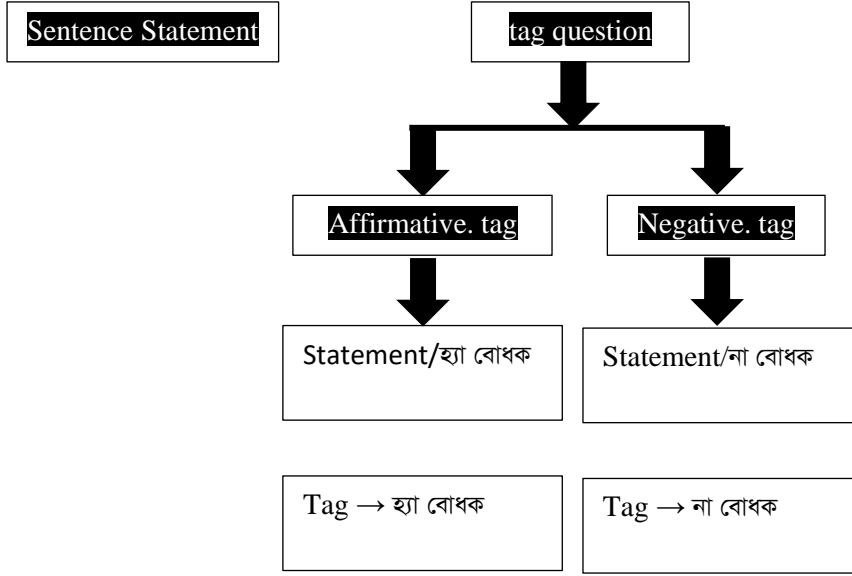 Sentence Statement
tag question
Affirmative. tag
Negative. tag
Statement/হ্যা বোধক
Statement/না বোধক
Tag → হ্যা বোধক
Tag → না বোধক